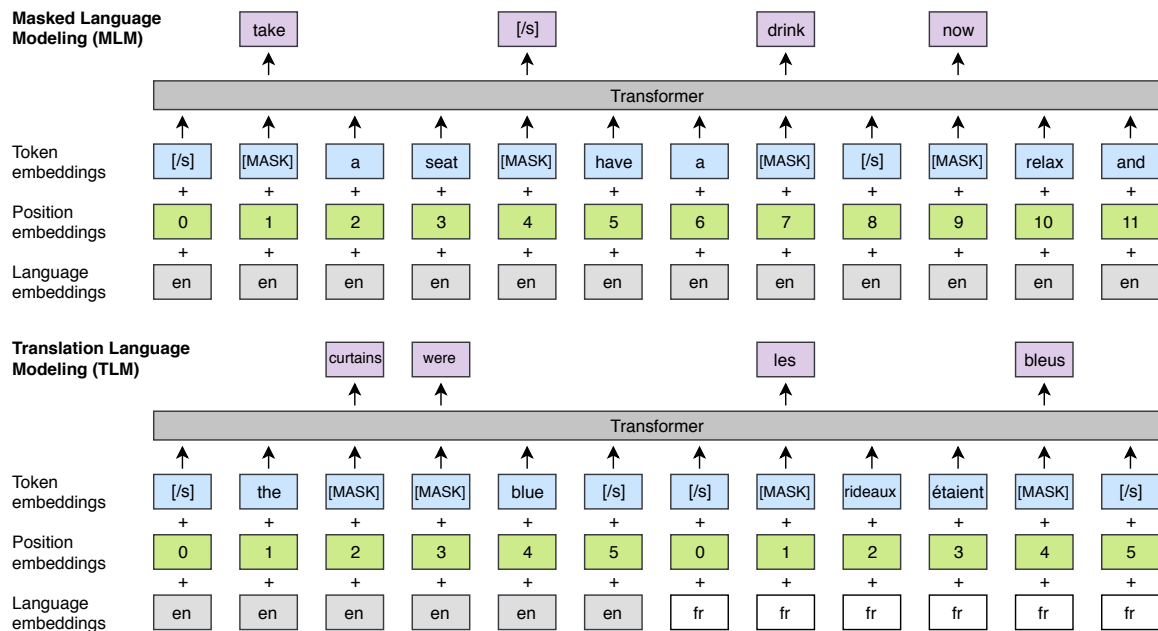 Masked Language
Modeling (MLM)
take [/s] drink now
Transformer
Token
embeddings
[/s] [MASK] a seat [MASK] have a [MASK] [/s] [MASK] relax and
+ + + + + + + + + + + +
Position
embeddings
0 1 2 3 4 5 6 7 8 9 10 11
+ + + + + + + + + + + +
Language
embeddings
en en en en en en en en en en en en
Translation Language
Modeling (TLM)
curtains were les bleus
Transformer
Token
embeddings
[/s] the [MASK] [MASK] blue [/s] [/s] [MASK] rideaux étaient [MASK] [/s]
+ + + + + + + + + + + +
Position
embeddings
0 1 2 3 4 5 0 1 2 3 4 5
+ + + + + + + + + + + +
Language
embeddings
en en en en en en fr fr fr fr fr fr